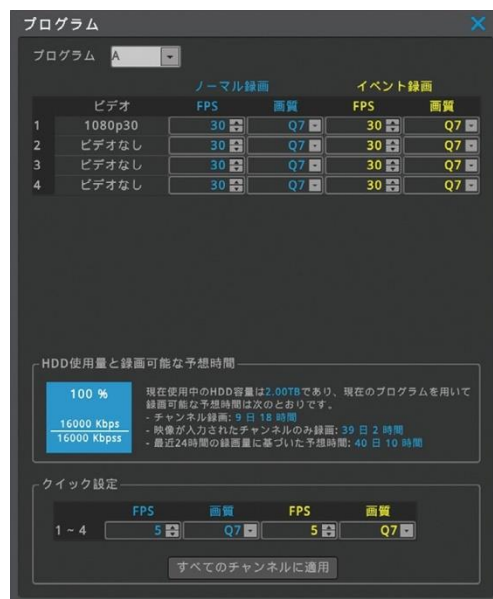 プログラム
プログラム A
ノーマル録画 イベント録画
ビデオ FPS 画質 FPS 画質
1 1080p30 30 Q7 30 Q7
2 ビデオなし 30 Q7 30 Q7
3 ビデオなし 30 Q7 30 Q7
4 ビデオなし 30 Q7 30 Q7
HDD使用量と録画可能な予想時間
100 %
16000 Kbps
16000 Kbpss
現在使用中のHDD容量は2.00TBであり、現在のプログラムを用いて
録画可能な予想時間は次のとおりです。
- チャンネル録画: 9 日 18 時間
- 映像が入力されたチャンネルのみ録画: 39 日 2 時間
- 最近24時間の録画量に基づいた予想時間: 40 日 10 時間
クイック設定
FPS 画質 FPS 画質
1 ~ 4 5 Q7 5 Q7
すべてのチャンネルに適用